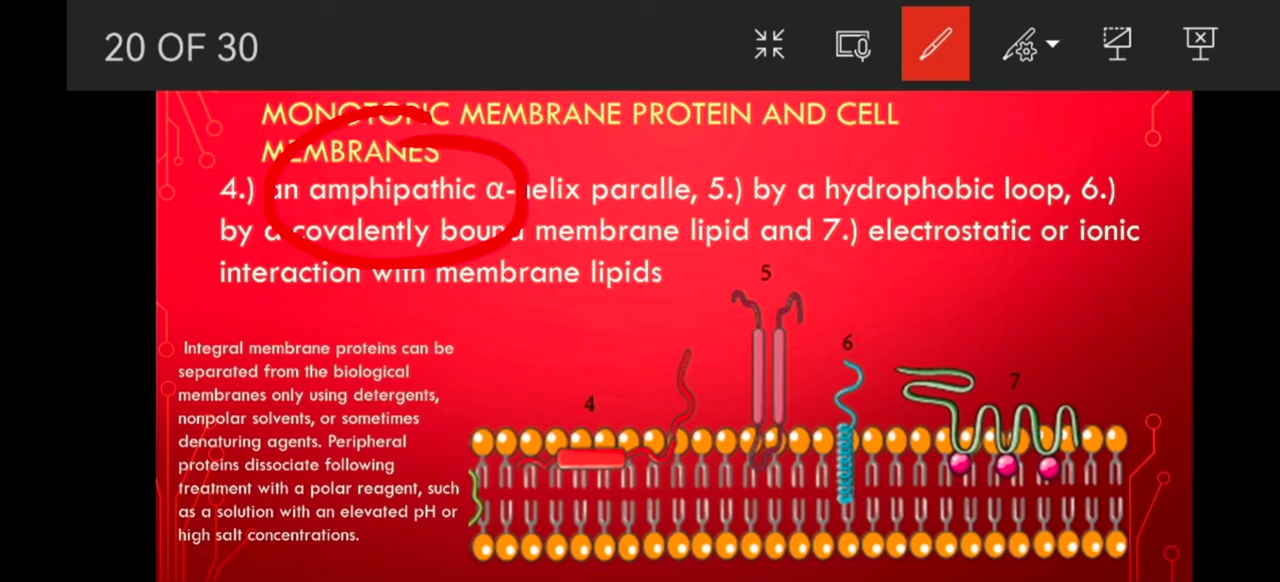 20 OF 30
MONOTOPIC MEMBRANE PROTEIN AND CELL
MEMBRANES
4.) an amphipathic α-helix paralle, 5.) by a hydrophobic loop, 6.)
by a covalently bound membrane lipid and 7.) electrostatic or ionic
interaction with membrane lipids
5
6
7
4
Integral membrane proteins can be
separated from the biological
membranes only using detergents,
nonpolar solvents, or sometimes
denaturing agents. Peripheral
proteins dissociate following
treatment with a polar reagent, such
as a solution with an elevated pH or
high salt concentrations.